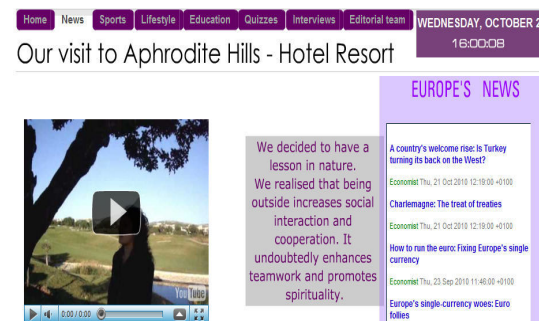 Home News Sports Lifestyle Education Quizzes Interviews Editorial team
WEDNESDAY, OCTOBER 2
16:00:08
Our visit to Aphrodite Hills - Hotel Resort
EUROPE'S NEWS
We decided to have a
lesson in nature.
We realised that being
outside increases social
interaction and
cooperation. It
undoubtedly enhances
teamwork and promotes
spirituality.
A country's welcome rise: Is Turkey
turning its back on the West?
Economist Thu, 21 Oct 2010 12:19:00 +0100
Charlemagne: The treat of treaties
Economist Thu, 21 Oct 2010 12:19:00 +0100
How to run the euro: Fixing Europe's single
currency
Economist Thu, 23 Sep 2010 11:46:00 +0100
Europe's single-currency woes: Euro
follies
YouTube
0:00 / 0:00